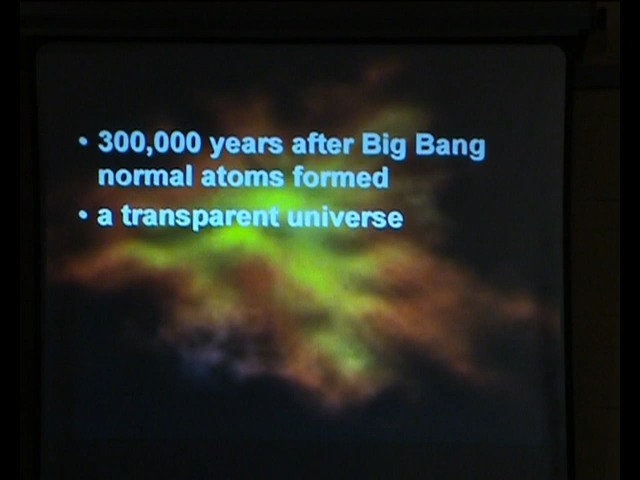 • 300,000 years after Big Bang
normal atoms formed
• a transparent universe